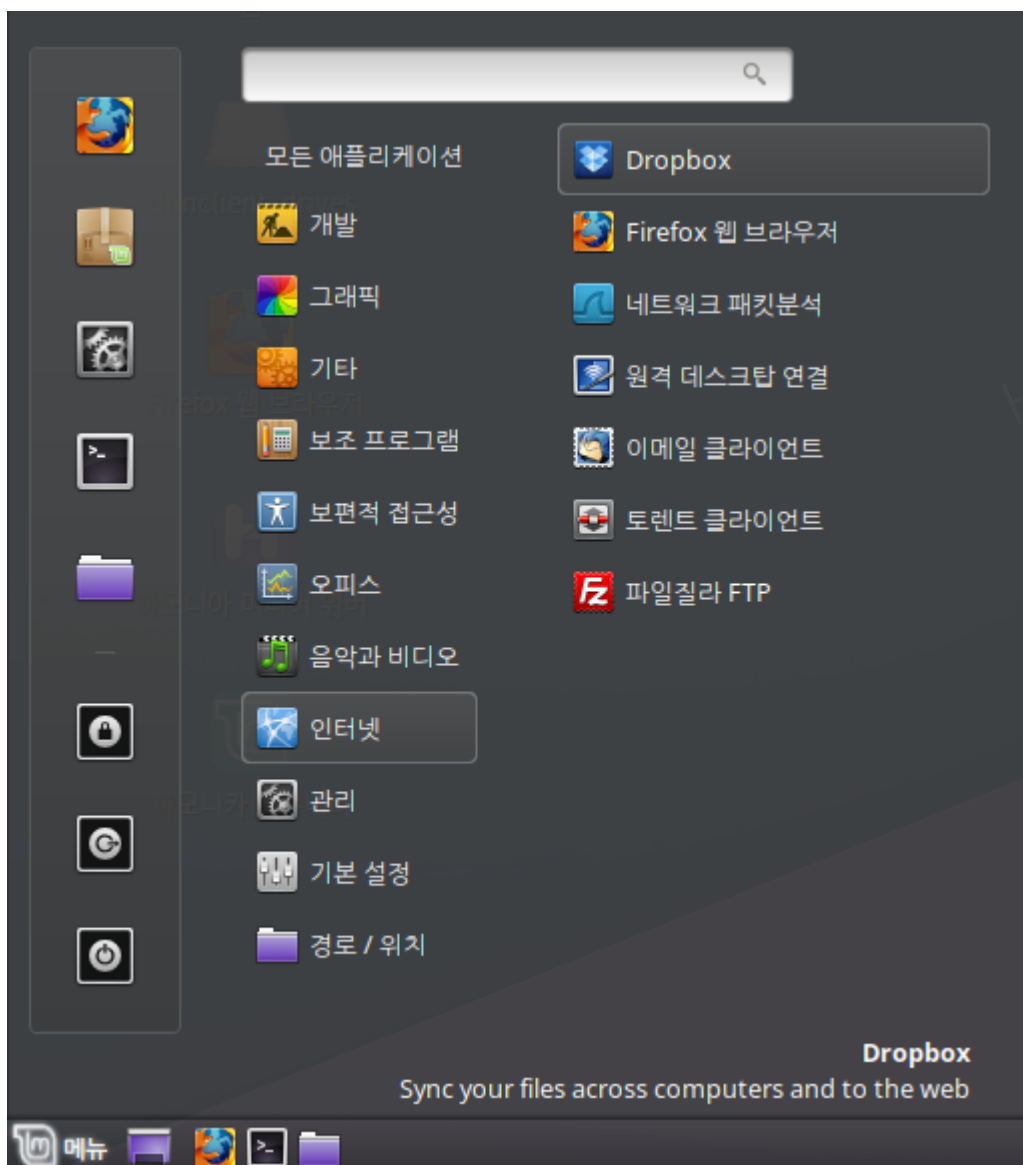 모든 애플리케이션
개발
그래픽
기타
보조 프로그램
보편적 접근성
오피스
음악과 비디오
인터넷
관리
기본 설정
경로 / 위치
Dropbox
Firefox 웹 브라우저
네트워크 패킷분석
원격 데스크탑 연결
이메일 클라이언트
토렌트 클라이언트
파일질라 FTP
Dropbox
Sync your files across computers and to the web
메뉴